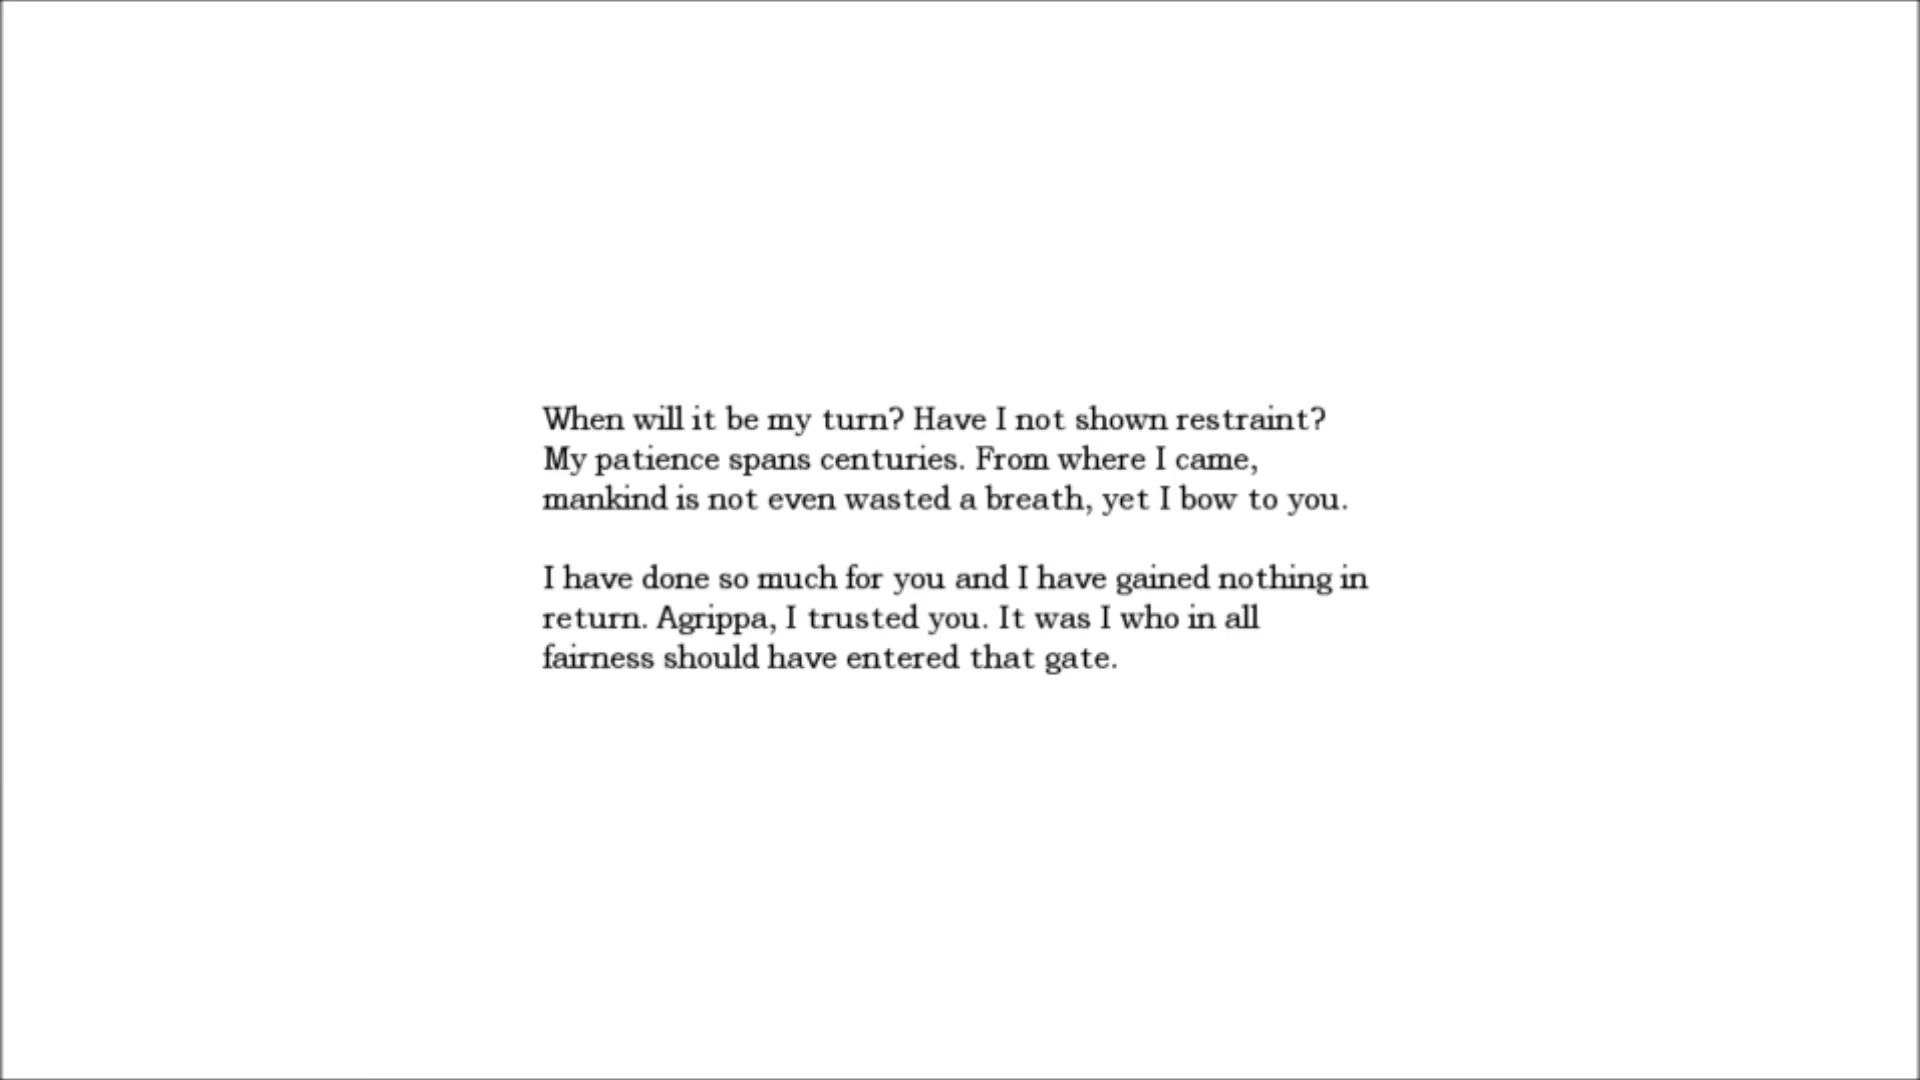 When will it be my turn? Have I not shown restraint?
My patience spans centuries. From where I came,
mankind is not even wasted a breath, yet I bow to you.
I have done so much for you and I have gained nothing in
return. Agrippa, I trusted you. It was I who in all
fairness should have entered that gate.